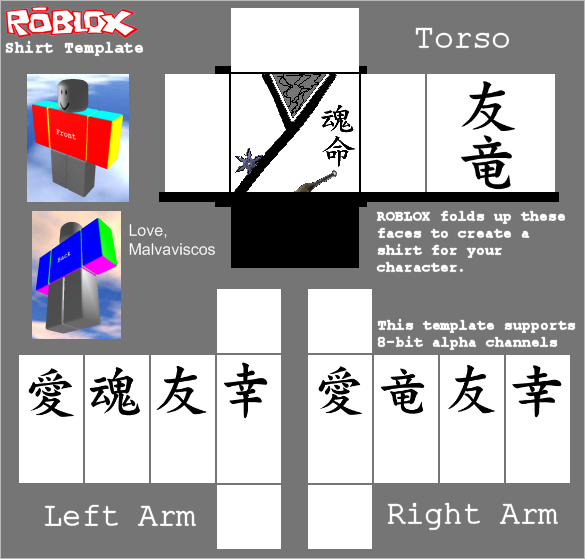 ROBLOX
Shirt Template
Torso
Front
魂
命
友
竜
Love,
Malvaviscos
Back
ROBLOX folds up these
faces to create a
shirt for your
character.
This template supports
8-bit alpha channels
愛 魂 友 幸
愛 竜 友 幸
Left Arm
Right Arm